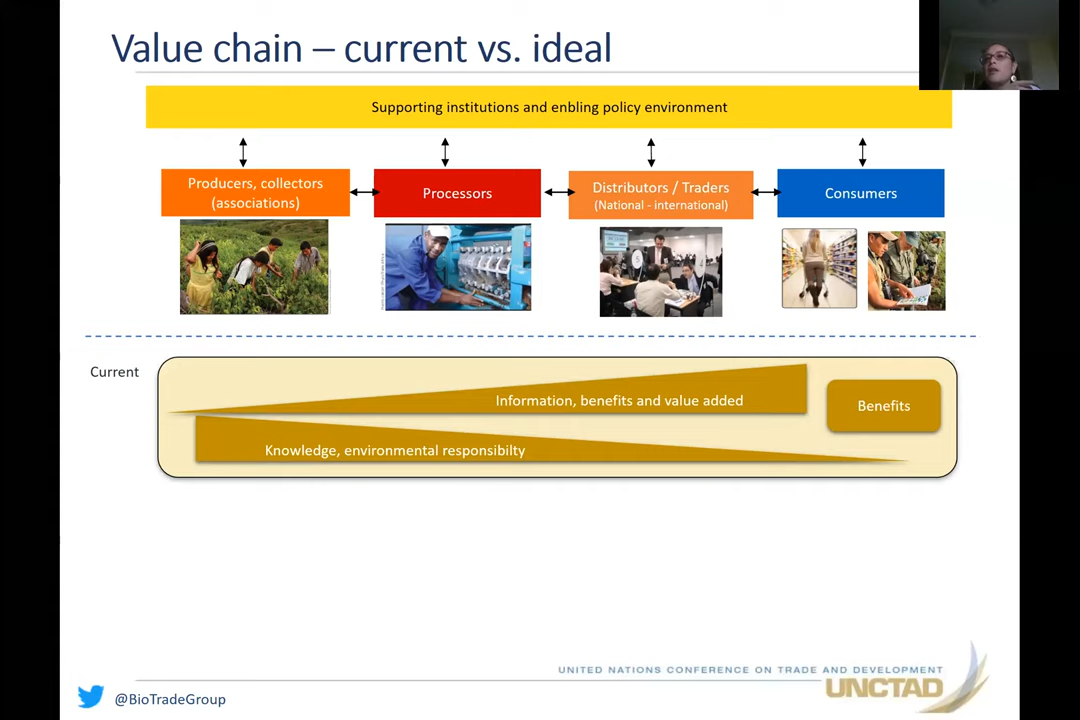 Value chain – current vs. ideal
Supporting institutions and enbling policy environment
Producers, collectors
(associations)
Processors
Distributors / Traders
(National - international)
Consumers
Current
Information, benefits and value added
Benefits
Knowledge, environmental responsibilty
UNITED NATIONS CONFERENCE ON TRADE AND DEVELOPMENT
UNCTAD
@BioTradeGroup